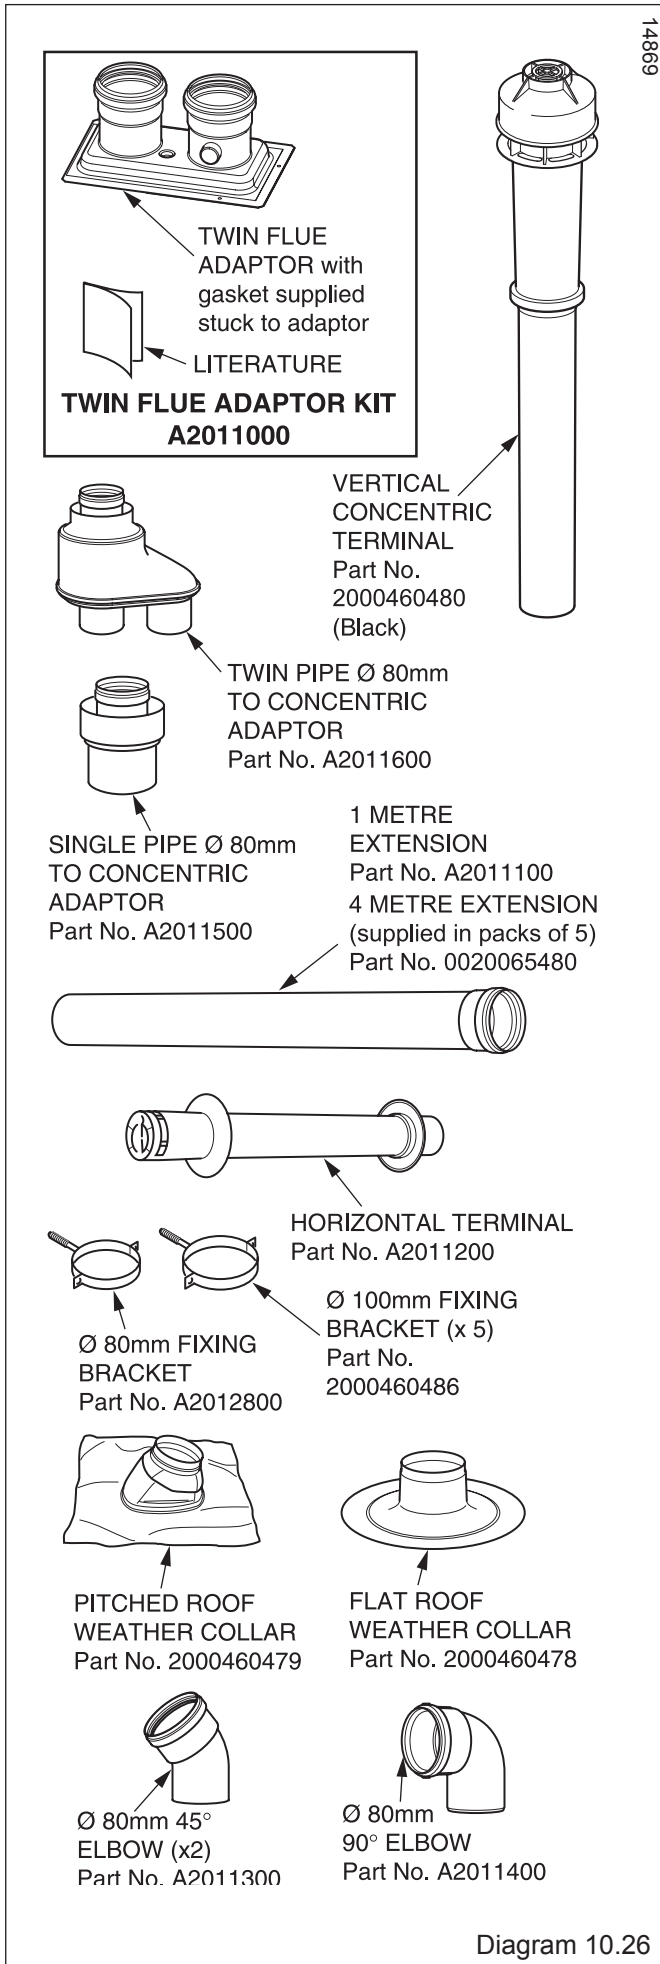 14869
TWIN FLUE
ADAPTOR with
gasket supplied
stuck to adaptor
LITERATURE
TWIN FLUE ADAPTOR KIT
A2011000
VERTICAL
CONCENTRIC
TERMINAL
Part No.
2000460480
(Black)
TWIN PIPE Ø 80mm
TO CONCENTRIC
ADAPTOR
Part No. A2011600
SINGLE PIPE Ø 80mm
TO CONCENTRIC
ADAPTOR
Part No. A2011500
1 METRE
EXTENSION
Part No. A2011100
4 METRE EXTENSION
(supplied in packs of 5)
Part No. 0020065480
HORIZONTAL TERMINAL
Part No. A2011200
Ø 80mm FIXING
BRACKET
Part No. A2012800
Ø 100mm FIXING
BRACKET (x 5)
Part No.
2000460486
PITCHED ROOF
WEATHER COLLAR
Part No. 2000460479
FLAT ROOF
WEATHER COLLAR
Part No. 2000460478
Ø 80mm 45°
ELBOW (x2)
Part No. A2011300
Ø 80mm
90° ELBOW
Part No. A2011400
Diagram 10.26